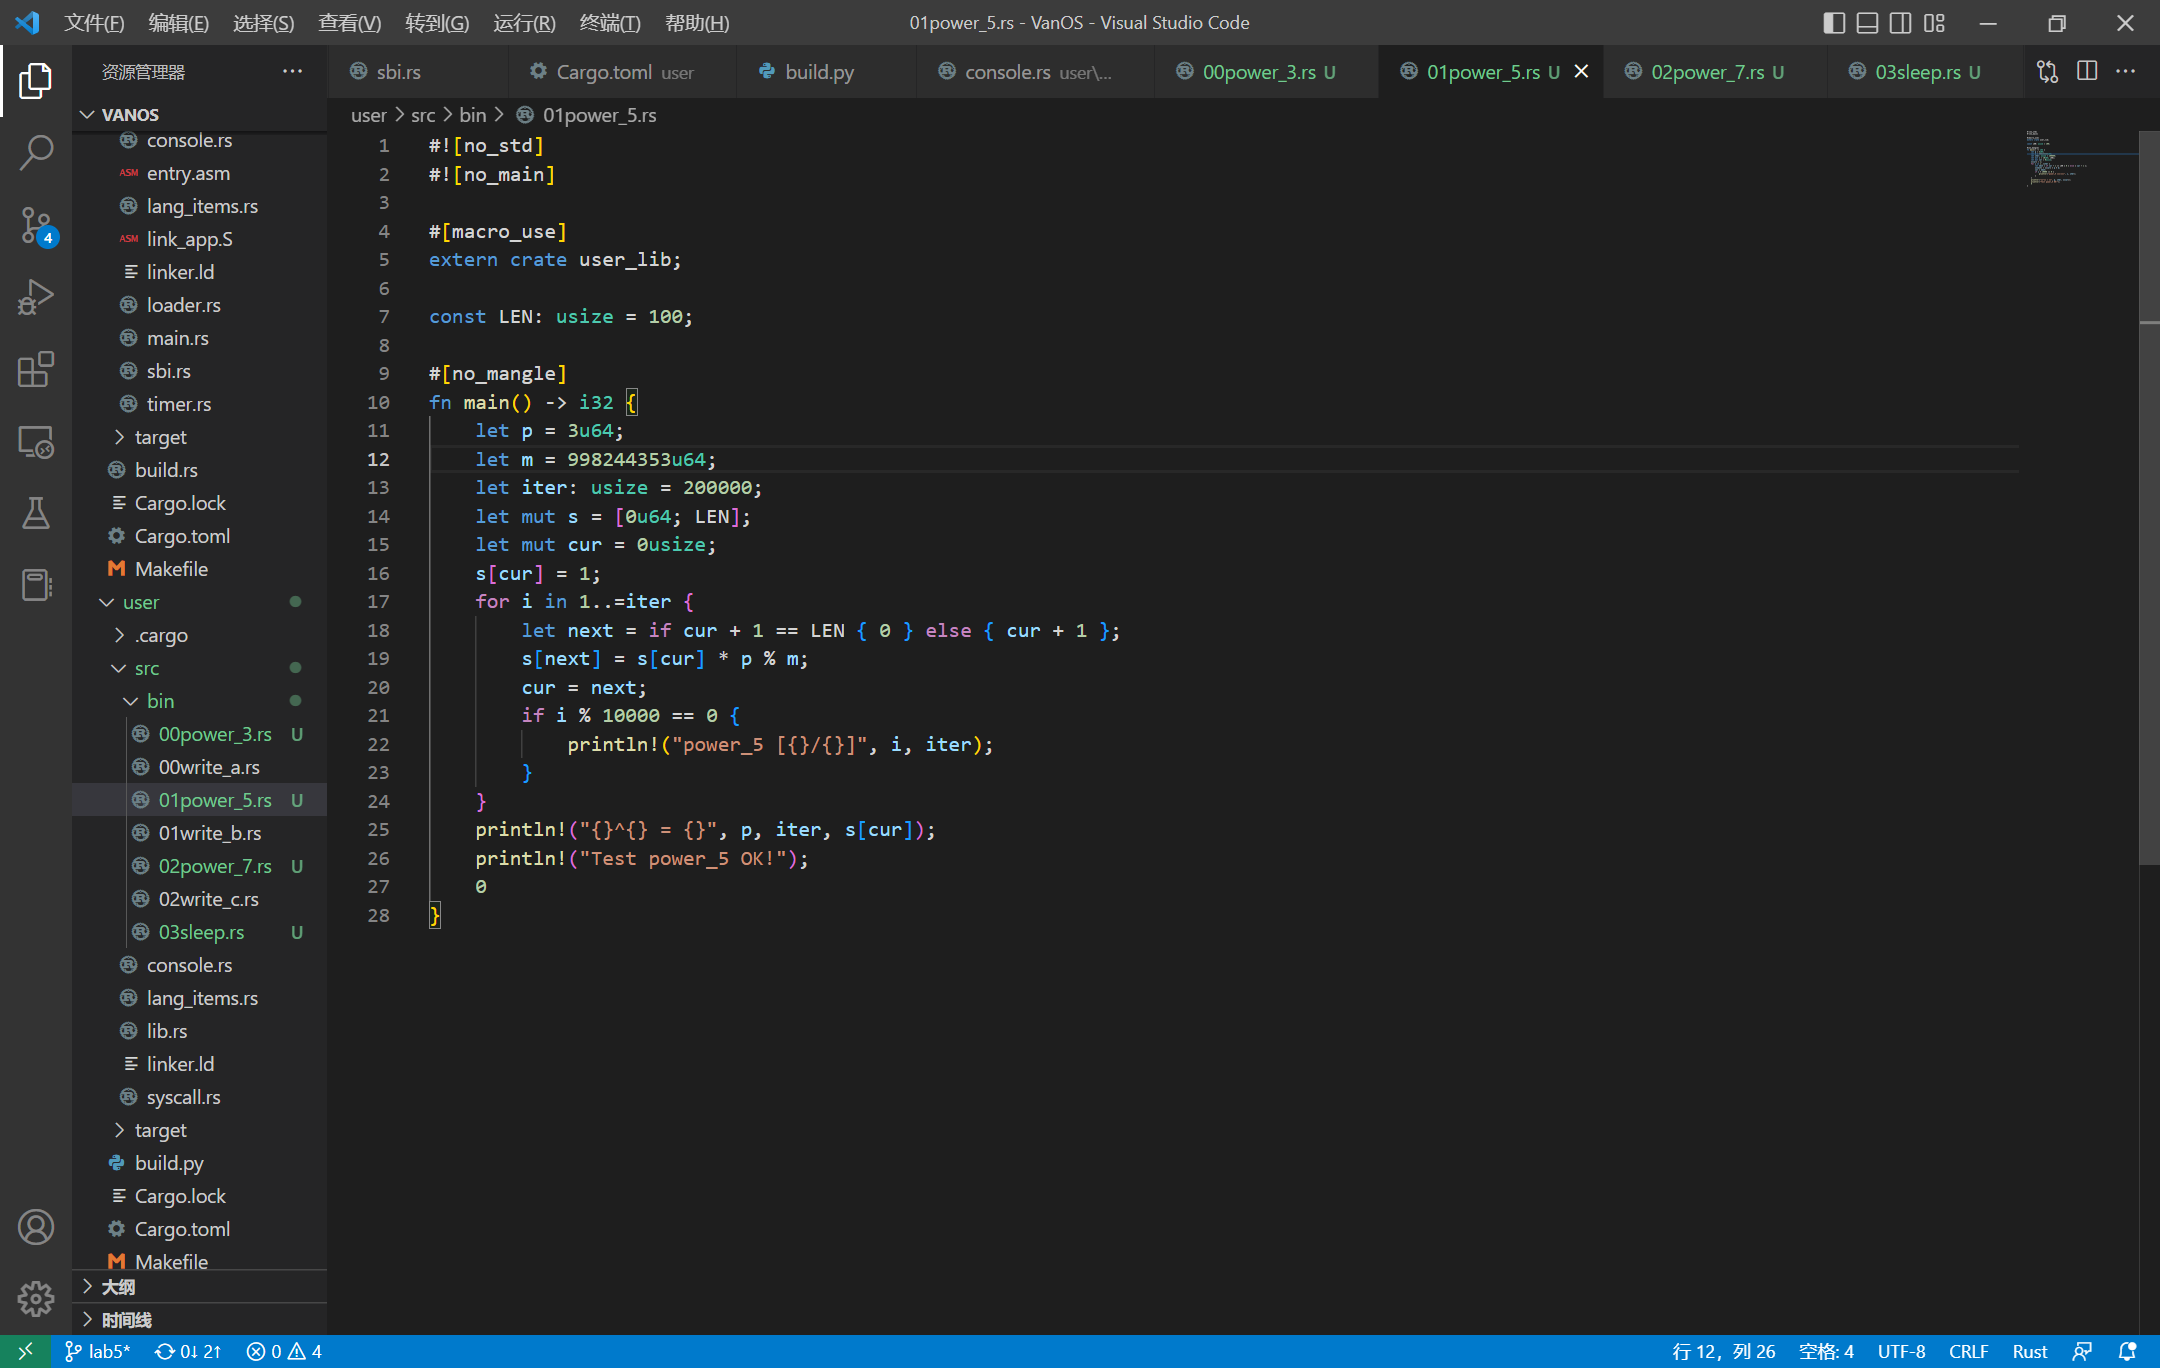 文件(F) 编辑(E) 选择(S) 查看(V) 转到(G) 运行(R) 终端(T) 帮助(H) 01power_5.rs - VanOS - Visual Studio Code
资源管理器 ···
sbi.rs Cargo.toml user build.py console.rs user\... 00power_3.rs U 01power_5.rs U 02power_7.rs U 03sleep.rs U
VANOS
console.rs
ASM entry.asm
lang_items.rs
ASM link_app.S
linker.ld
loader.rs
main.rs
sbi.rs
timer.rs
target
build.rs
Cargo.lock
Cargo.toml
Makefile
user
.cargo
src
bin
00power_3.rs U
00write_a.rs
01power_5.rs U
01write_b.rs
02power_7.rs U
02write_c.rs
03sleep.rs U
console.rs
lang_items.rs
lib.rs
linker.ld
syscall.rs
target
build.py
Cargo.lock
Cargo.toml
Makefile
大纲
时间线
4
user > src > bin > 01power_5.rs
1 #![no_std]
2 #![no_main]
3
4 #[macro_use]
5 extern crate user_lib;
6
7 const LEN: usize = 100;
8
9 #[no_mangle]
10 fn main() -> i32 {
11     let p = 3u64;
12     let m = 998244353u64;
13     let iter: usize = 200000;
14     let mut s = [0u64; LEN];
15     let mut cur = 0usize;
16     s[cur] = 1;
17     for i in 1..=iter {
18         let next = if cur + 1 == LEN { 0 } else { cur + 1 };
19         s[next] = s[cur] * p % m;
20         cur = next;
21         if i % 10000 == 0 {
22             println!("power_5 [{}/{}]", i, iter);
23         }
24     }
25     println!("{}^{} = {}", p, iter, s[cur]);
26     println!("Test power_5 OK!");
27     0
28 }
lab5* 0↓ 2↑ 0 4 行 12，列 26 空格: 4 UTF-8 CRLF Rust